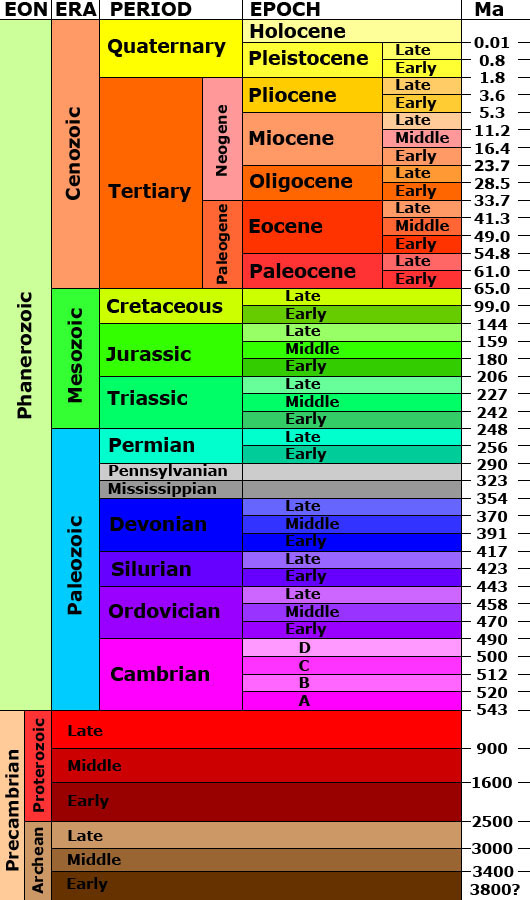 EON ERA PERIOD EPOCH Ma
Phanerozoic
Cenozoic
Quaternary
Holocene
0.01
Pleistocene
Late
0.8
Early
1.8
Tertiary
Neogene
Pliocene
Late
3.6
Early
5.3
Miocene
Late
11.2
Middle
16.4
Early
23.7
Oligocene
Late
28.5
Early
33.7
Paleogene
Eocene
Late
41.3
Middle
49.0
Early
54.8
Paleocene
Late
61.0
Early
65.0
Mesozoic
Cretaceous
Late
99.0
Early
144
Jurassic
Late
159
Middle
180
Early
206
Triassic
Late
227
Middle
242
Early
248
Paleozoic
Permian
Late
256
Early
290
Pennsylvanian
323
Mississippian
354
Devonian
Late
370
Middle
391
Early
417
Silurian
Late
423
Early
443
Ordovician
Late
458
Middle
470
Early
490
Cambrian
D
500
C
512
B
520
A
543
Precambrian
Proterozoic
Late
900
Middle
1600
Early
2500
Archean
Late
3000
Middle
3400
Early
3800?